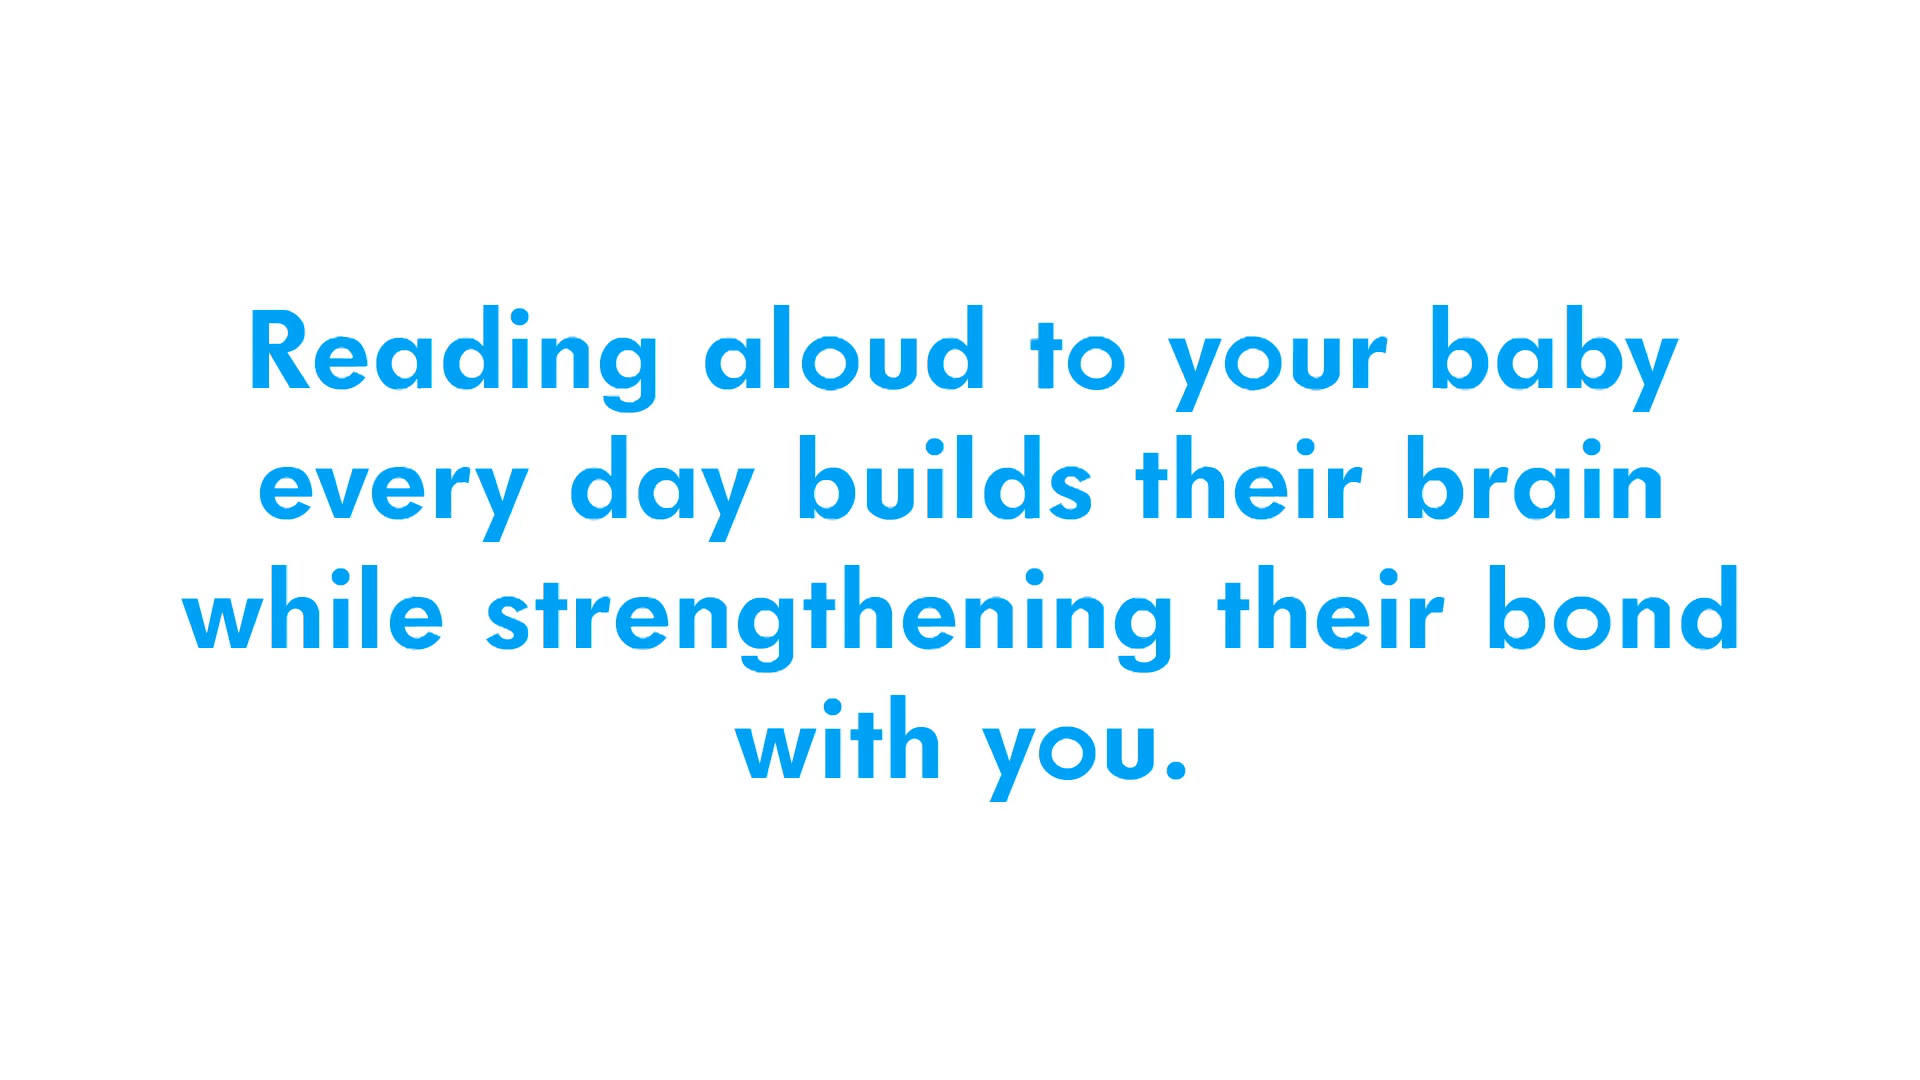 Reading aloud to your baby
every day builds their brain
while strengthening their bond
with you.